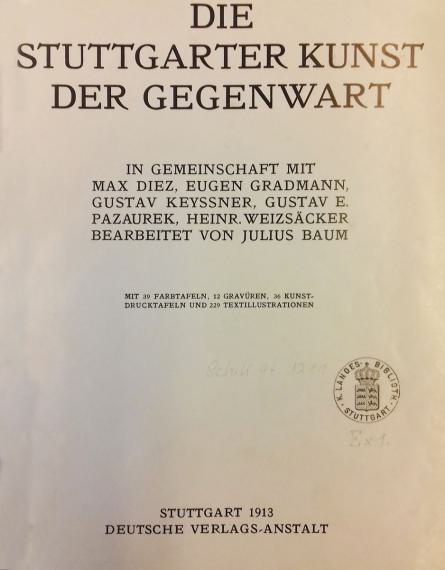 DIE
STUTTGARTER KUNST
DER GEGENWART
IN GEMEINSCHAFT MIT
MAX DIEZ, EUGEN GRADMANN,
GUSTAV KEYSSNER, GUSTAV E.
PAZAUREK, HEINR. WEIZSÄCKER
BEARBEITET VON JULIUS BAUM
MIT 39 FARBTAFELN, 12 GRAVÜREN, 36 KUNST-
DRUCKTAFELN UND 229 TEXTILLUSTRATIONEN
K. LANDES-BIBLIOTH.
STUTTGART
Ex 1.
STUTTGART 1913
DEUTSCHE VERLAGS-ANSTALT